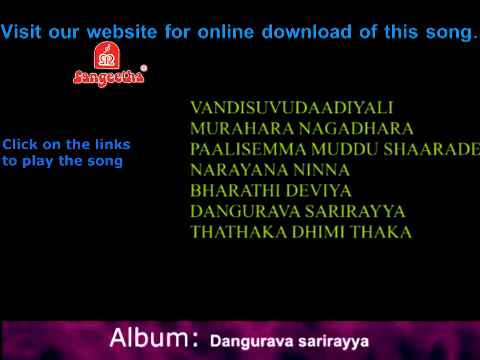 Visit our website for online download of this song.
Sangeetha
VANDISUVUDAADIYALI
MURAHARA NAGADHARA
PAALISEMMA MUDDU SHAARADE
NARAYANA NINNA
BHARATHI DEVIYA
DANGURAVA SARIRAYYA
THATHAKA DHIMI THAKA
Click on the links
to play the song
Album: Dangurava sarirayya